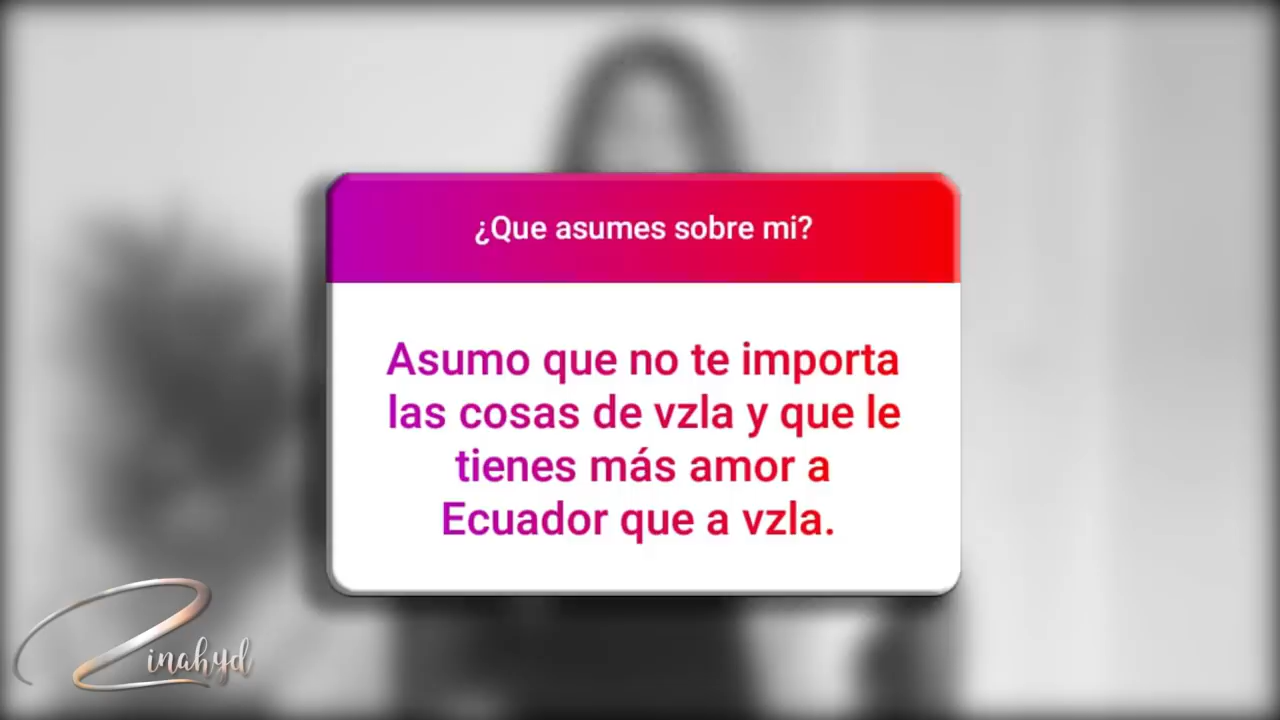 ¿Que asumes sobre mi?
Asumo que no te importa
las cosas de vzla y que le
tienes más amor a
Ecuador que a vzla.
Zinahyd